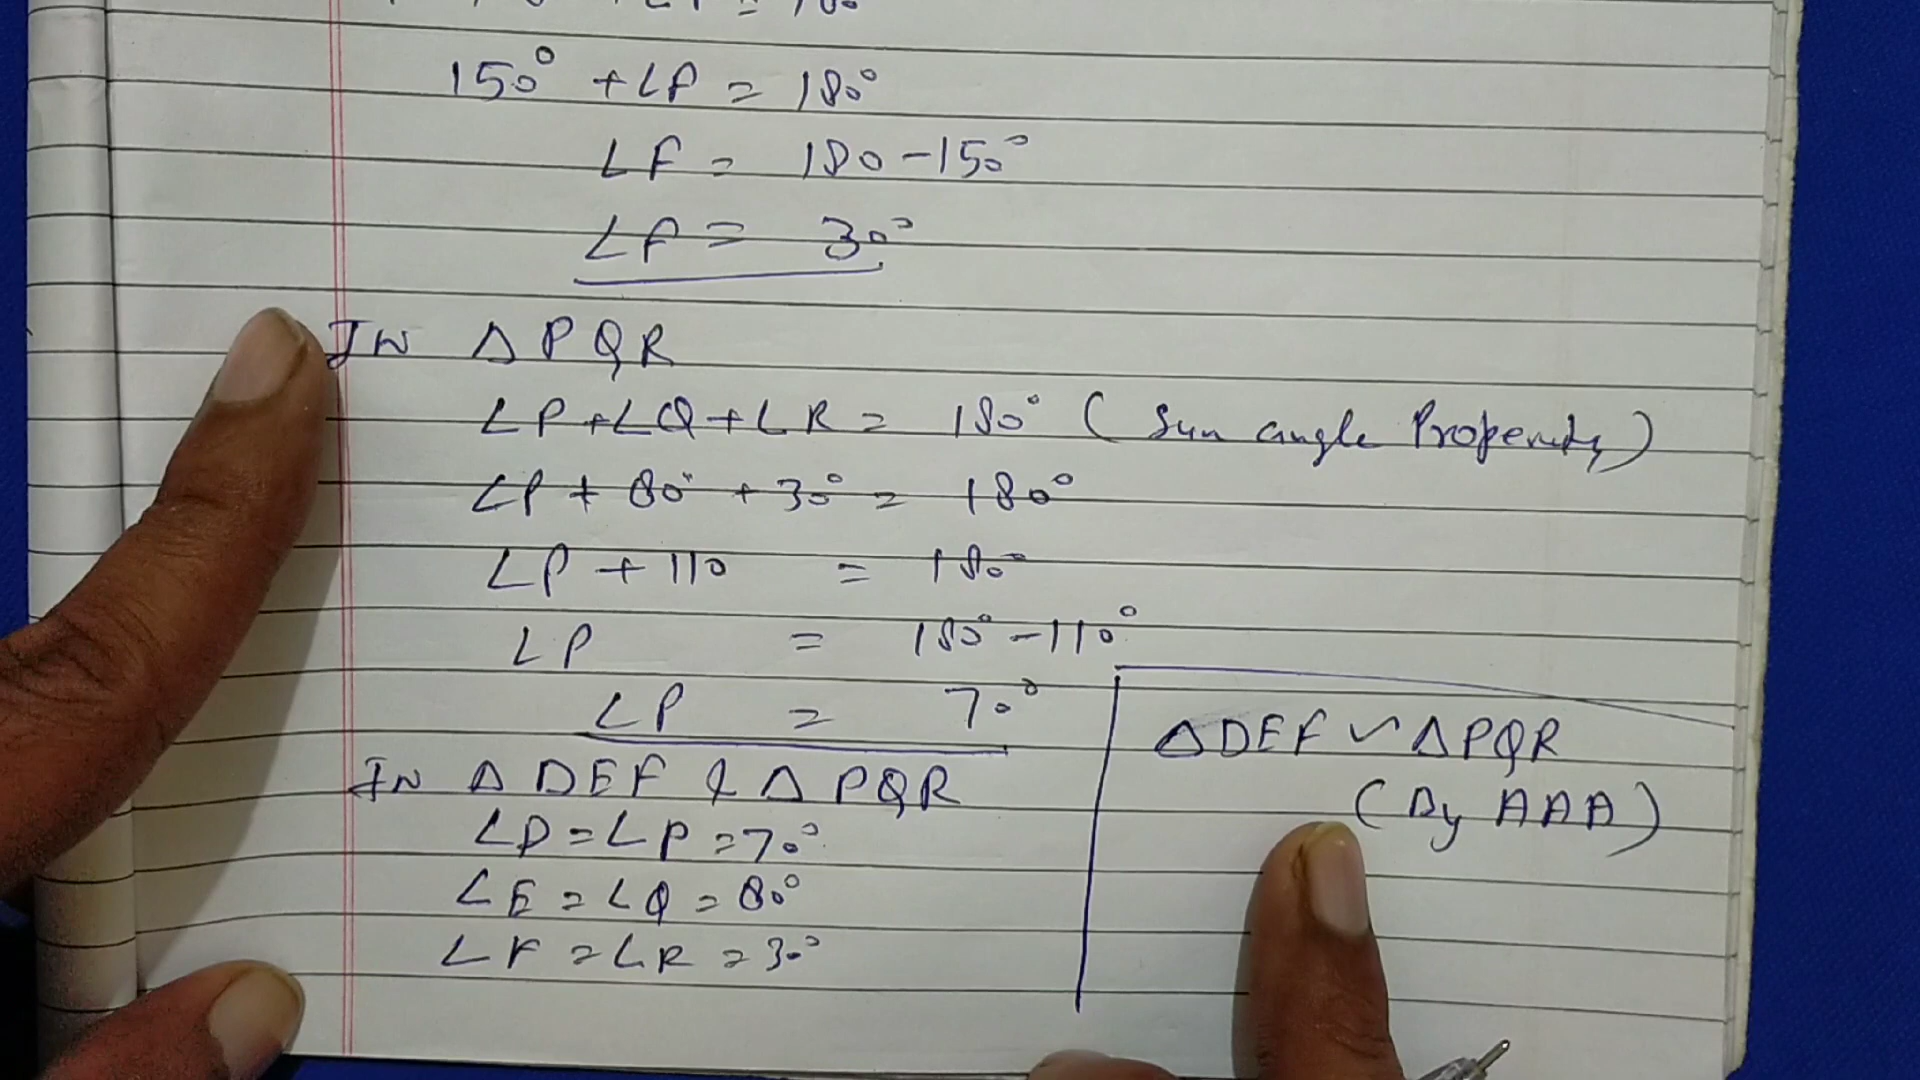 150° + ∠F = 180°
∠F = 180 - 150°
∠F = 30°
IN △ PQR
∠P + ∠Q + ∠R = 180° ( Sum angle Property)
∠P + 80° + 30° = 180°
∠P + 110 = 180°
∠P = 180° - 110°
∠P = 70°
IN △ DEF & △ PQR
∠D = ∠P = 70°
∠E = ∠Q = 80°
∠F = ∠R = 30°
△DEF ~ △PQR
(By AAA)